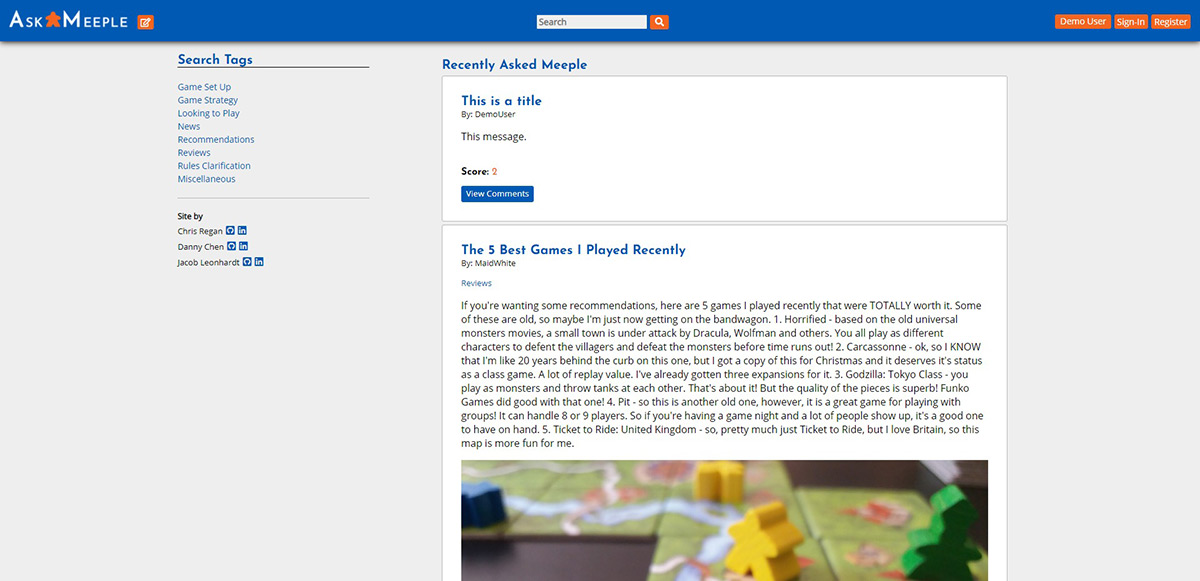 ASK MEEPLE
Search
Demo User
Sign-In
Register
Search Tags
Game Set Up
Game Strategy
Looking to Play
News
Recommendations
Reviews
Rules Clarification
Miscellaneous
Site by
Chris Regan
Danny Chen
Jacob Leonhardt
Recently Asked Meeple
This is a title
By: DemoUser
This message.
Score: 2
View Comments
The 5 Best Games I Played Recently
By: MaidWhite
Reviews
If you're wanting some recommendations, here are 5 games I played recently that were TOTALLY worth it. Some
of these are old, so maybe I'm just now getting on the bandwagon. 1. Horrified - based on the old universal
monsters movies, a small town is under attack by Dracula, Wolfman and others. You all play as different
characters to defent the villagers and defeat the monsters before time runs out! 2. Carcassonne - ok, so I KNOW
that I'm like 20 years behind the curb on this one, but I got a copy of this for Christmas and it deserves it's status
as a class game. A lot of replay value. I've already gotten three expansions for it. 3. Godzilla: Tokyo Class - you
play as monsters and throw tanks at each other. That's about it! But the quality of the pieces is superb! Funko
Games did good with that one! 4. Pit - so this is another old one, however, it is a great game for playing with
groups! It can handle 8 or 9 players. So if you're having a game night and a lot of people show up, it's a good one
to have on hand. 5. Ticket to Ride: United Kingdom - so, pretty much just Ticket to Ride, but I love Britain, so this
map is more fun for me.